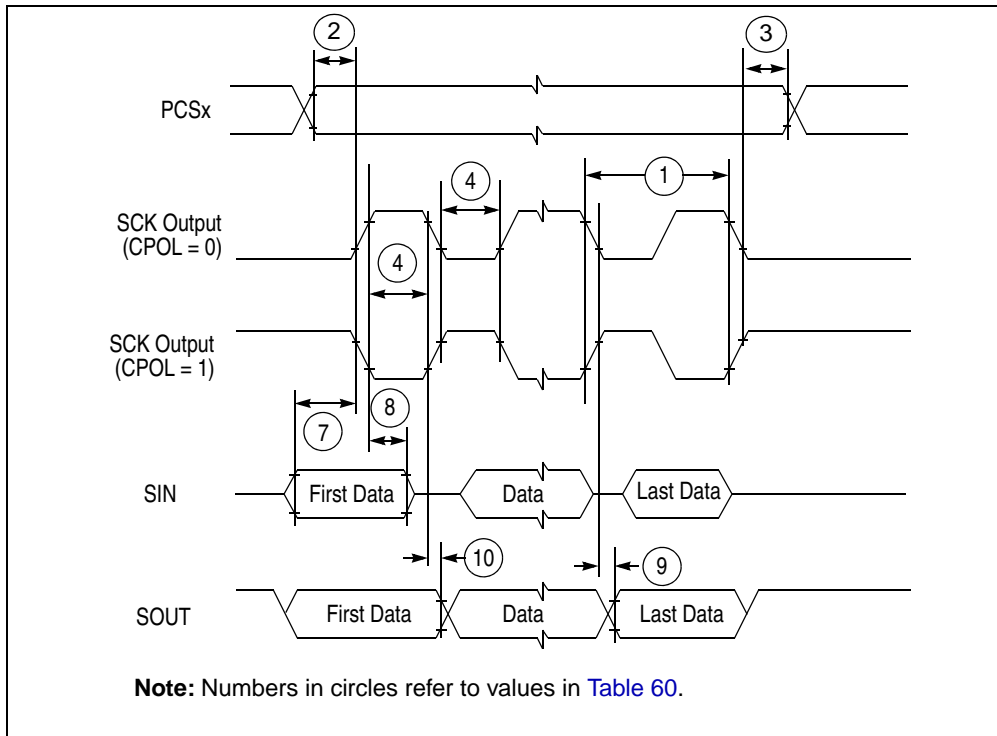 2
3
PCSx
4
1
SCK Output
(CPOL = 0)
4
SCK Output
(CPOL = 1)
7
8
SIN
First Data
Data
Last Data
10
9
SOUT
First Data
Data
Last Data
Note: Numbers in circles refer to values in Table 60.